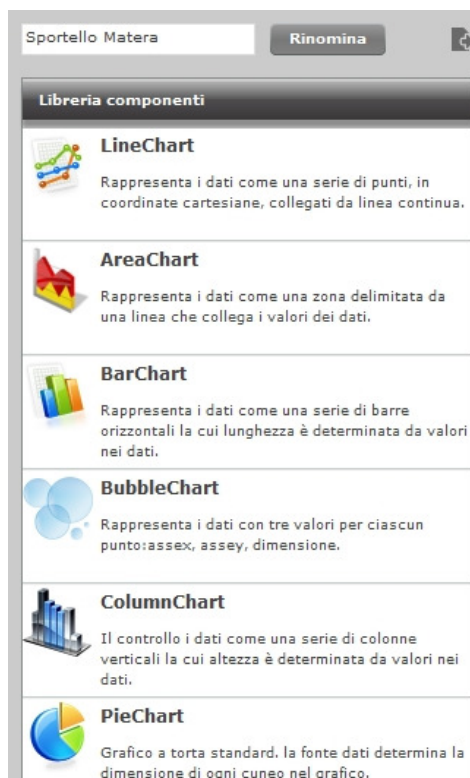 Sportello Matera
Rinomina
Libreria componenti
LineChart
Rappresenta i dati come una serie di punti, in
coordinate cartesiane, collegati da linea continua.
AreaChart
Rappresenta i dati come una zona delimitata da
una linea che collega i valori dei dati.
BarChart
Rappresenta i dati come una serie di barre
orizzontali la cui lunghezza è determinata da valori
nei dati.
BubbleChart
Rappresenta i dati con tre valori per ciascun
punto:assex, assey, dimensione.
ColumnChart
Il controllo i dati come una serie di colonne
verticali la cui altezza è determinata da valori nei
dati.
PieChart
Grafico a torta standard. la fonte dati determina la
dimensione di ogni cuneo nel grafico.